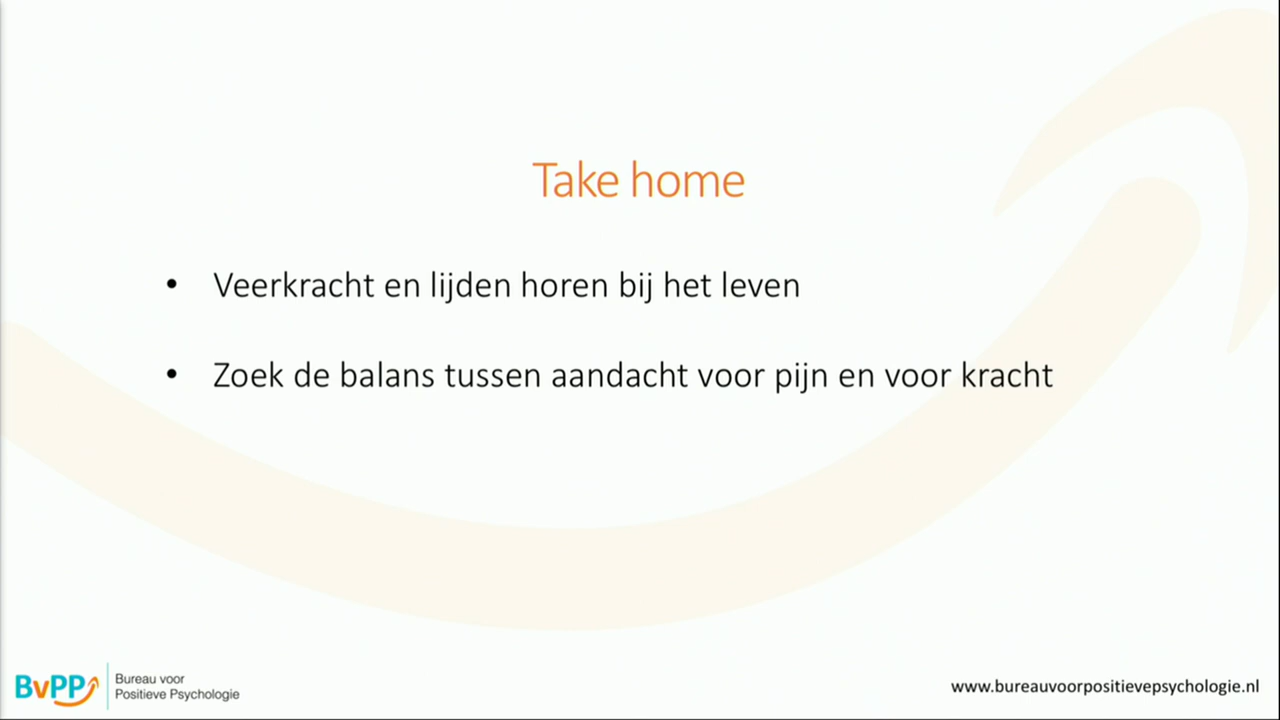 Take home
• Veerkracht en lijden horen bij het leven
• Zoek de balans tussen aandacht voor pijn en voor kracht
BvPP
Bureau voor
Positieve Psychologie
www.bureauvoorpositievepsychologie.nl